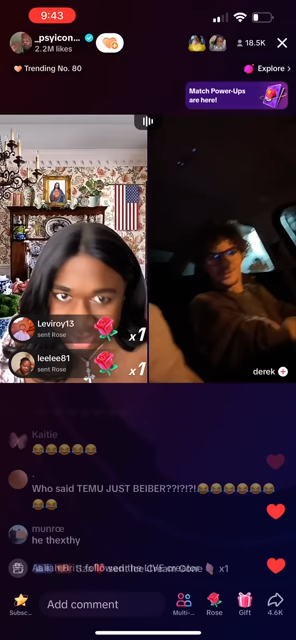 9:43
_psyicon...
2.2M likes
18.5K
Trending No. 80
Explore >
Match Power-Ups
are here!
Leviroy13
sent Rose
x1
leelee81
sent Rose
x1
derek
Kaitie
😂😂😂😂😂
.
Who said TEMU JUST BEIBER??!?!?!😂😂😂😂😂😂
😂😂
munrœ
he thexthy
x1
Subsc...
Add comment
Multi-...
Rose
Gift
4.6K